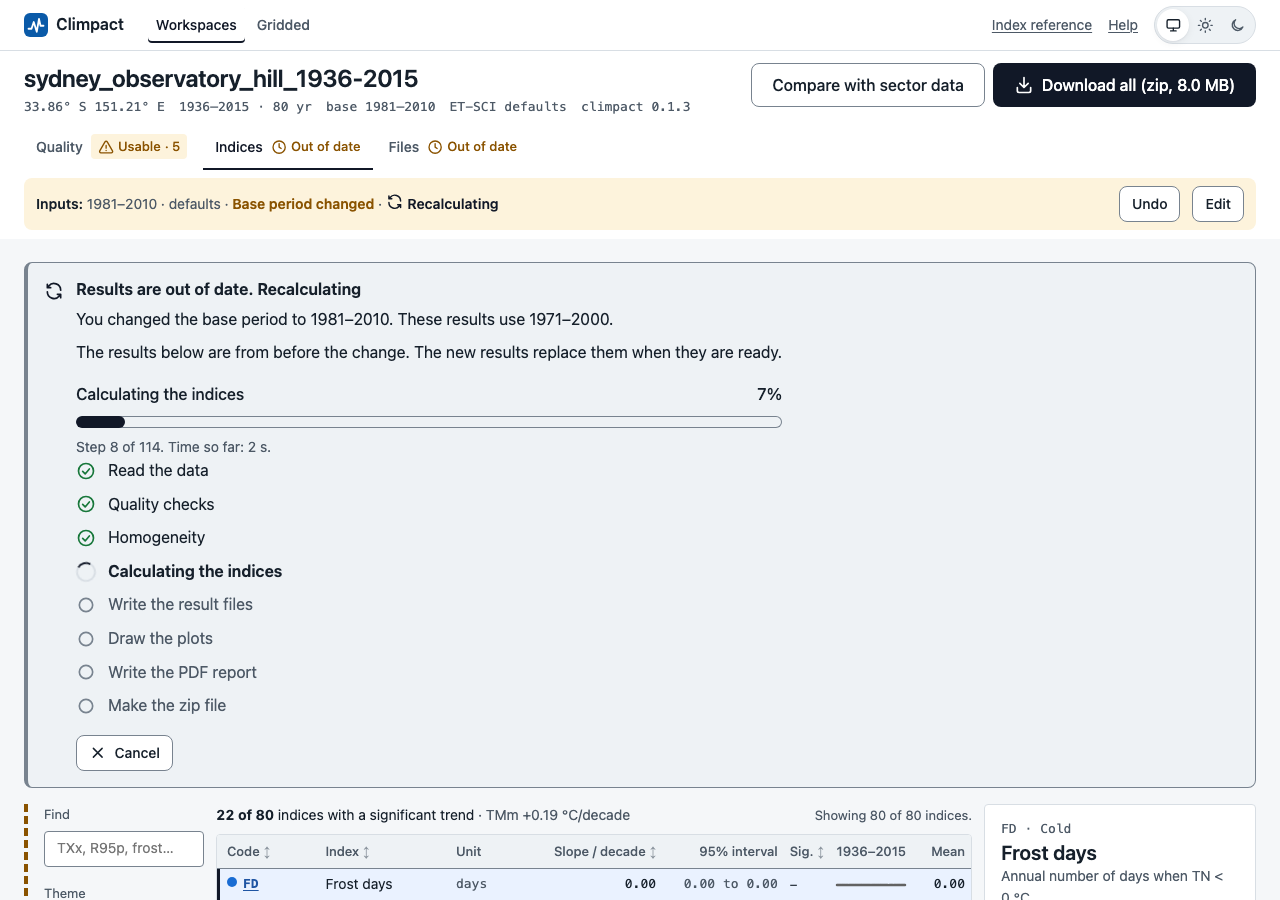 Climpact Workspaces Gridded Index reference Help
sydney_observatory_hill_1936-2015
33.86° S 151.21° E 1936–2015 · 80 yr base 1981–2010 ET-SCI defaults climpact 0.1.3
Compare with sector data
Download all (zip, 8.0 MB)
Quality Usable · 5 Indices Out of date Files Out of date
Inputs: 1981–2010 · defaults · Base period changed · Recalculating Undo Edit
Results are out of date. Recalculating
You changed the base period to 1981–2010. These results use 1971–2000.
The results below are from before the change. The new results replace them when they are ready.
Calculating the indices 7%
Step 8 of 114. Time so far: 2 s.
Read the data
Quality checks
Homogeneity
Calculating the indices
Write the result files
Draw the plots
Write the PDF report
Make the zip file
Cancel
Find
TXx, R95p, frost...
Theme
22 of 80 indices with a significant trend · TMm +0.19 °C/decade Showing 80 of 80 indices.
Code Index Unit Slope / decade 95% interval Sig. 1936–2015 Mean
FD Frost days days 0.00 0.00 to 0.00 – 0.00
FD · Cold
Frost days
Annual number of days when TN <
0 °C